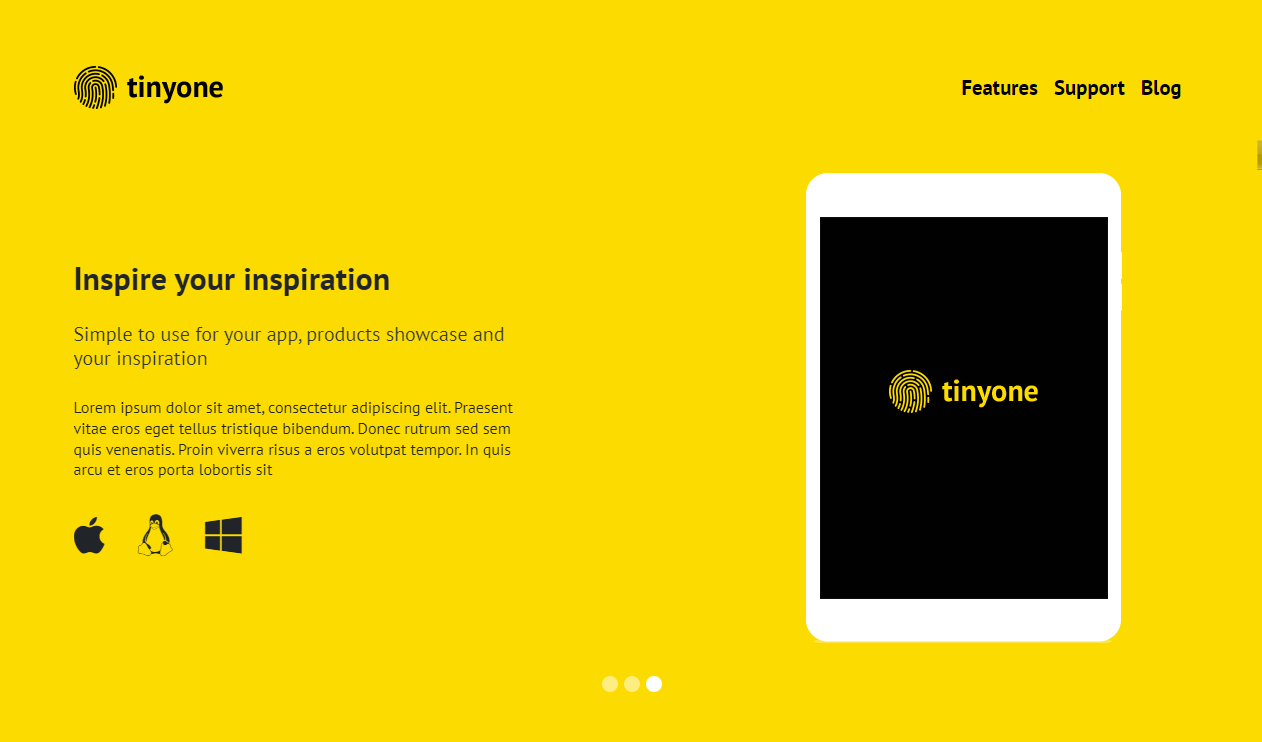 tinyone
Features Support Blog
Inspire your inspiration
Simple to use for your app, products showcase and
your inspiration
Lorem ipsum dolor sit amet, consectetur adipiscing elit. Praesent
vitae eros eget tellus tristique bibendum. Donec rutrum sed sem
quis venenatis. Proin viverra risus a eros volutpat tempor. In quis
arcu et eros porta lobortis sit
tinyone